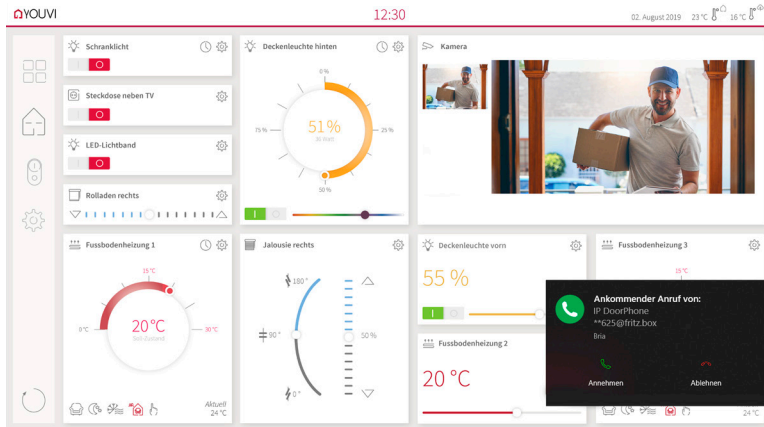 YOUVI
12:30
02. August 2019
23 °C
16 °C
Schranklicht
Steckdose neben TV
LED-Lichtband
Rolladen rechts
Deckenleuchte hinten
0 %
75 %
51 %
25 %
50 %
Kamera
Fussbodenheizung 1
15 °C
0 °C
20 °C
Soll-Zustand
30 °C
Aktuell
24 °C
Jalousie rechts
180 °
90 °
0 °
50 %
Deckenleuchte vorn
55 %
Fussbodenheizung 2
20 °C
Fussbodenheizung 3
15 °C
Ankommender Anruf von:
IP DoorPhone
**625@fritz.box
Bria
Annehmen
Ablehnen
24 °C